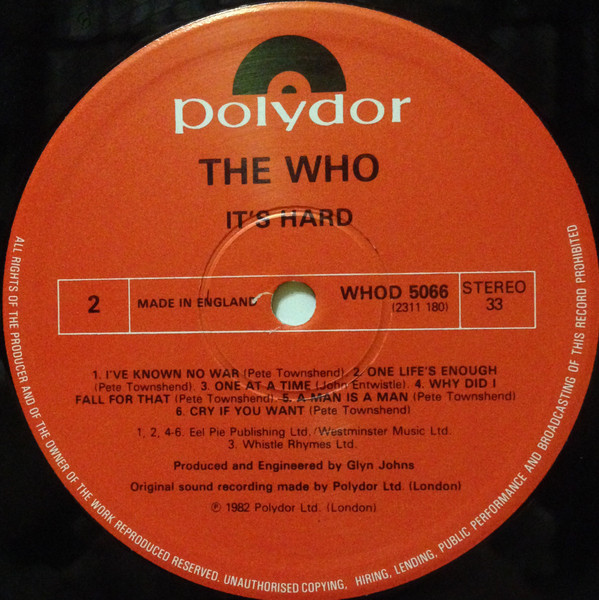 polydor
THE WHO
IT'S HARD
2
MADE IN ENGLAND
WHOD 5066
(2311 180)
STEREO
33
1. I'VE KNOWN NO WAR (Pete Townshend). 2. ONE LIFE'S ENOUGH
(Pete Townshend). 3. ONE AT A TIME (John Entwistle). 4. WHY DID I
FALL FOR THAT (Pete Townshend). 5. A MAN IS A MAN (Pete Townshend)
6. CRY IF YOU WANT (Pete Townshend)
1, 2, 4-6. Eel Pie Publishing Ltd./Westminster Music Ltd.
3. Whistle Rhymes Ltd.
Produced and Engineered by Glyn Johns
Original sound recording made by Polydor Ltd. (London)
℗ 1982 Polydor Ltd. (London)
ALL RIGHTS OF THE PRODUCER AND OF THE OWNER OF THE WORK REPRODUCED RESERVED. UNAUTHORISED COPYING, HIRING, LENDING, PUBLIC PERFORMANCE AND BROADCASTING OF THIS RECORD PROHIBITED